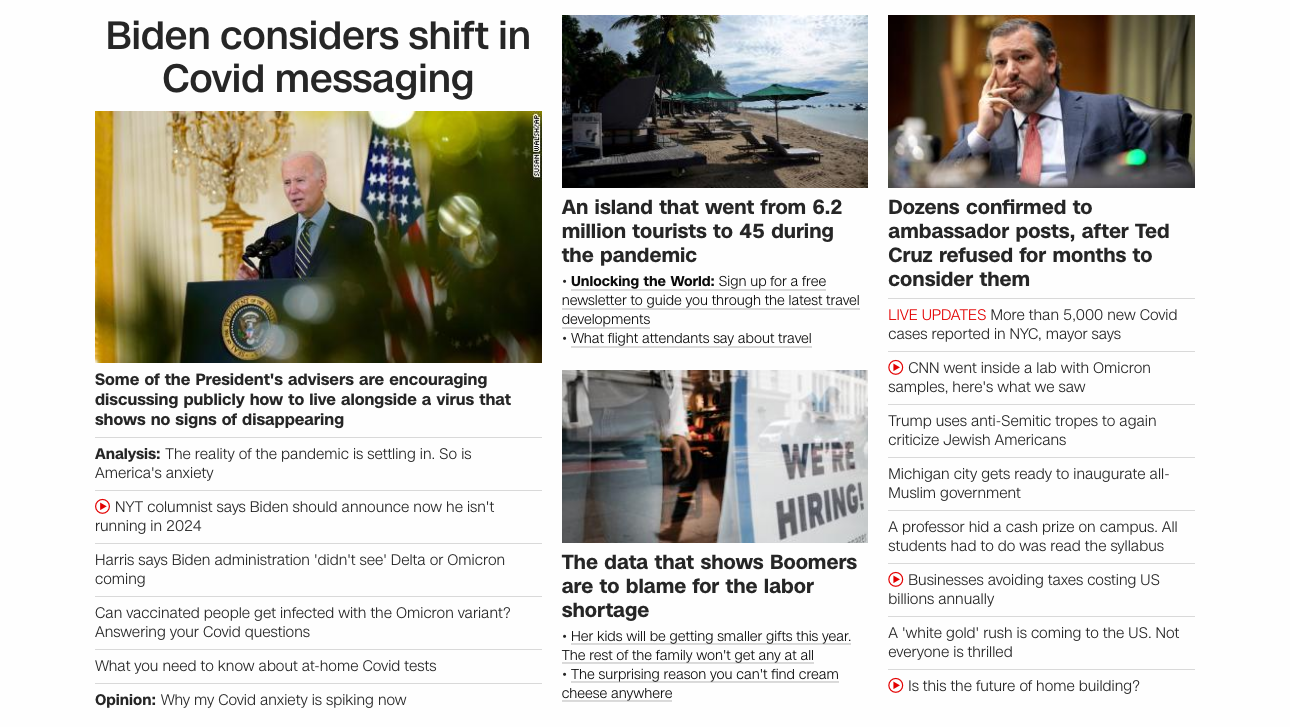 Biden considers shift in
Covid messaging
SUSAN WALSH/AP
Some of the President's advisers are encouraging
discussing publicly how to live alongside a virus that
shows no signs of disappearing
Analysis: The reality of the pandemic is settling in. So is
America's anxiety
NYT columnist says Biden should announce now he isn't
running in 2024
Harris says Biden administration 'didn't see' Delta or Omicron
coming
Can vaccinated people get infected with the Omicron variant?
Answering your Covid questions
What you need to know about at-home Covid tests
Opinion: Why my Covid anxiety is spiking now
An island that went from 6.2
million tourists to 45 during
the pandemic
• Unlocking the World: Sign up for a free
newsletter to guide you through the latest travel
developments
• What flight attendants say about travel
WE'RE
HIRING!
The data that shows Boomers
are to blame for the labor
shortage
• Her kids will be getting smaller gifts this year.
The rest of the family won't get any at all
• The surprising reason you can't find cream
cheese anywhere
Dozens confirmed to
ambassador posts, after Ted
Cruz refused for months to
consider them
LIVE UPDATES More than 5,000 new Covid
cases reported in NYC, mayor says
CNN went inside a lab with Omicron
samples, here's what we saw
Trump uses anti-Semitic tropes to again
criticize Jewish Americans
Michigan city gets ready to inaugurate all-
Muslim government
A professor hid a cash prize on campus. All
students had to do was read the syllabus
Businesses avoiding taxes costing US
billions annually
A 'white gold' rush is coming to the US. Not
everyone is thrilled
Is this the future of home building?